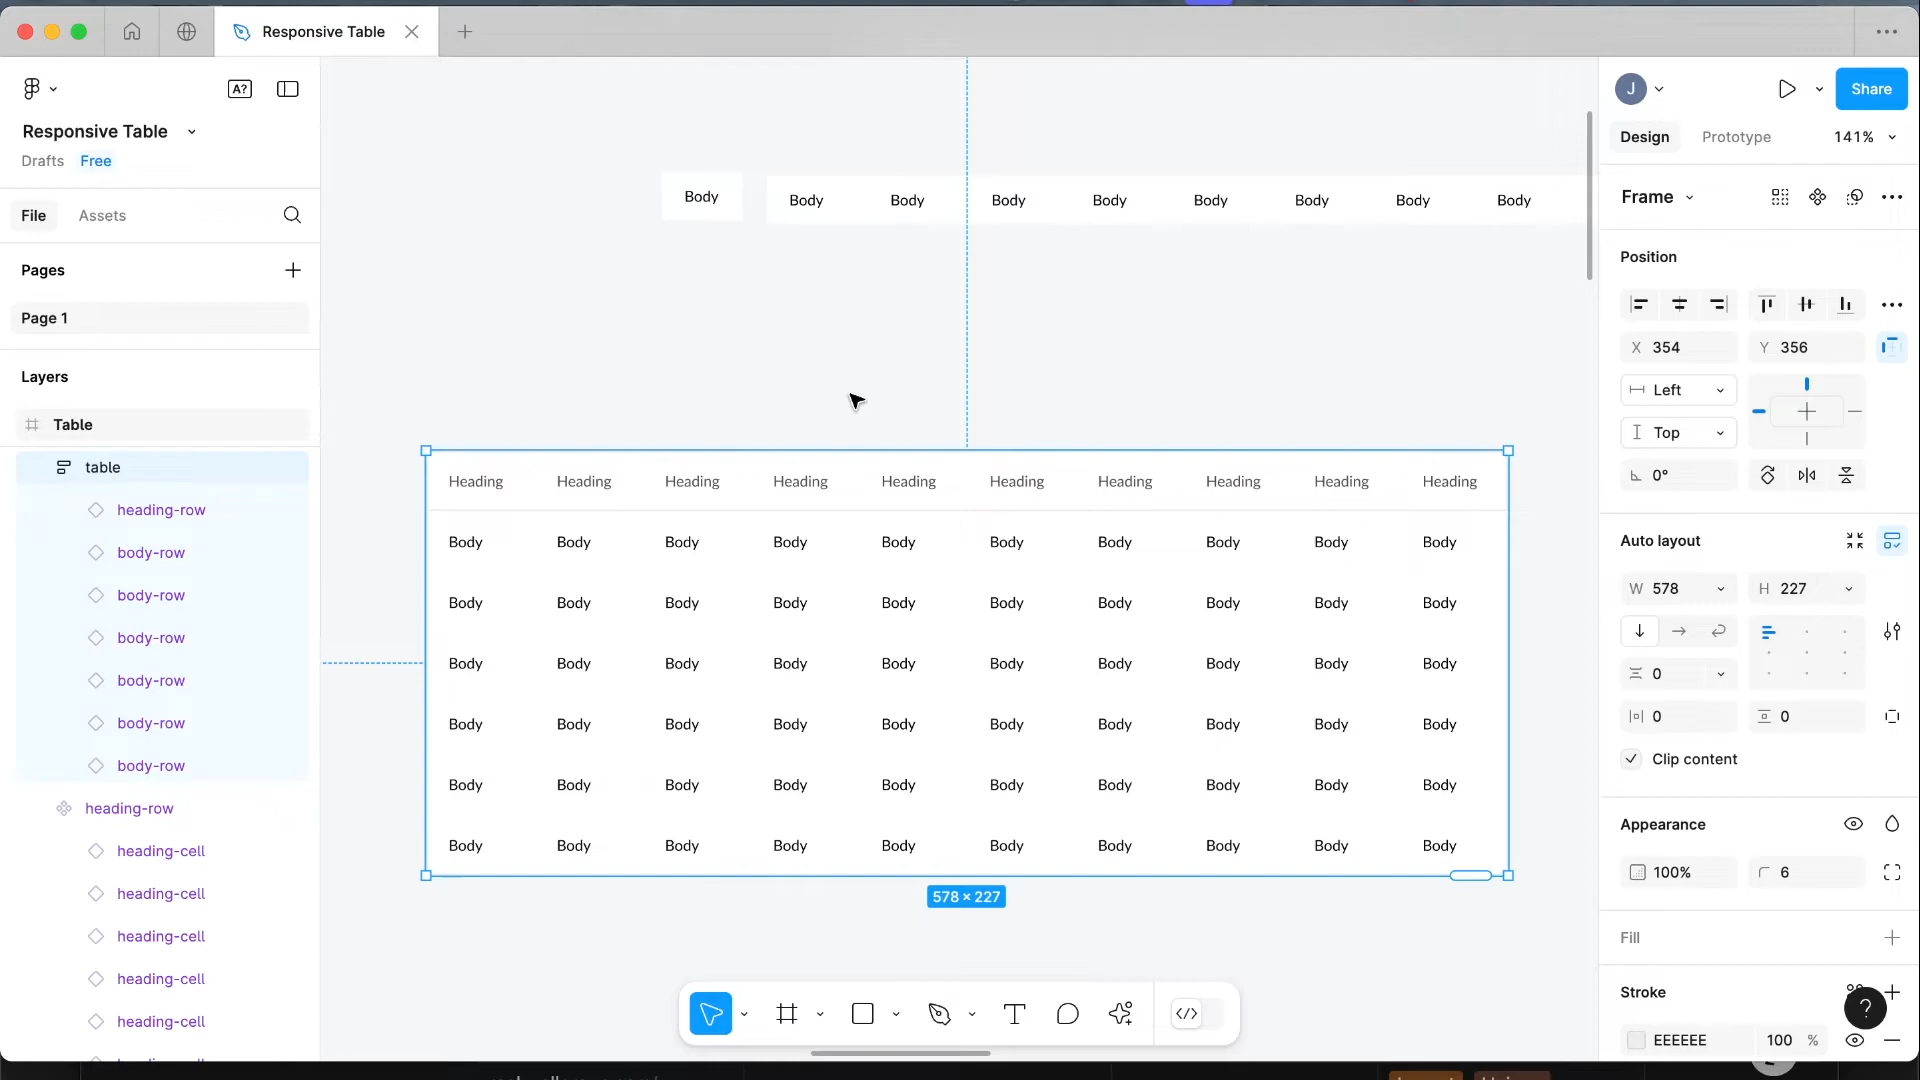 Responsive Table
A?
Responsive Table
Drafts Free
File Assets
Pages
Page 1
Layers
Table
table
heading-row
body-row
body-row
body-row
body-row
body-row
body-row
heading-row
heading-cell
heading-cell
heading-cell
heading-cell
heading-cell
Body Body Body Body Body Body Body Body Body
Heading Heading Heading Heading Heading Heading Heading Heading Heading Heading
Body Body Body Body Body Body Body Body Body Body
Body Body Body Body Body Body Body Body Body Body
Body Body Body Body Body Body Body Body Body Body
Body Body Body Body Body Body Body Body Body Body
Body Body Body Body Body Body Body Body Body Body
Body Body Body Body Body Body Body Body Body Body
578 × 227
J Share
Design Prototype 141%
Frame
Position
X 354 Y 356
Left
Top
0°
Auto layout
W 578 H 227
0
0 0
Clip content
Appearance
100% 6
Fill
Stroke
?
EEEEEE 100 %